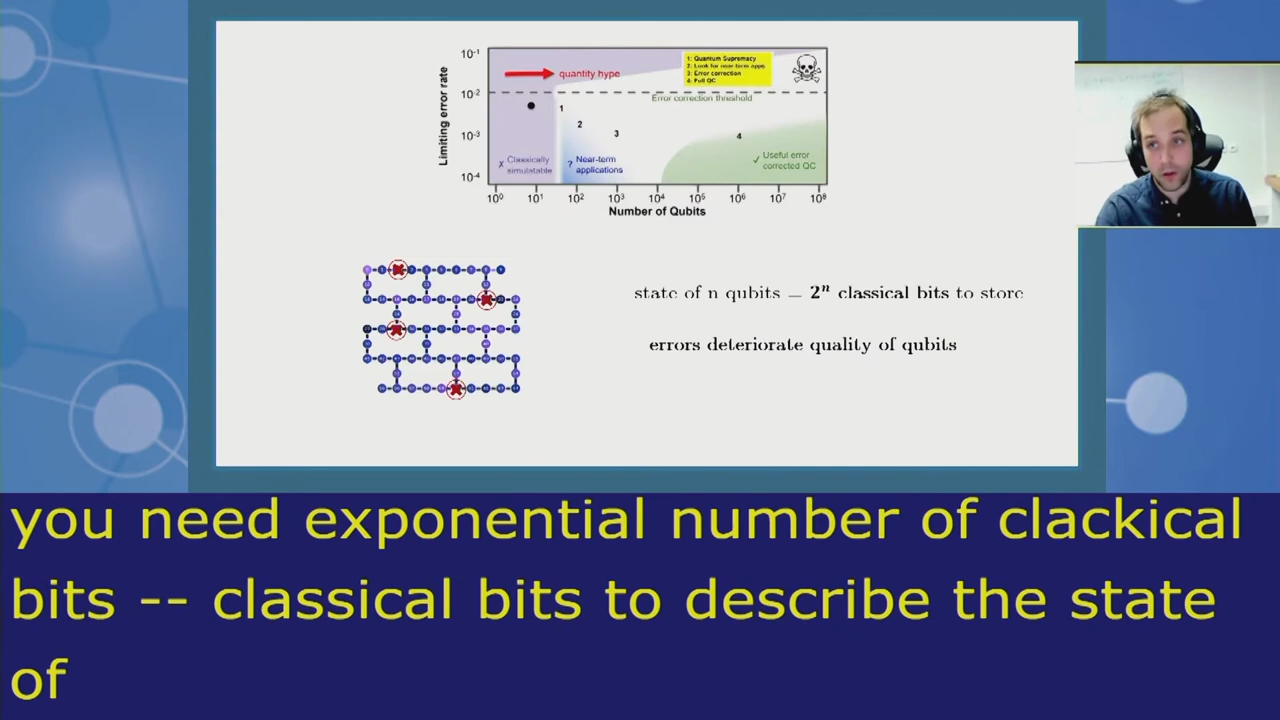 10-1
quantity hype
1: Quantum Supremacy
2: Look for near-term apps
3: Error correction
4: Full QC
Limiting error rate
10-2
Error correction threshold
1
2
3
4
10-3
✗ Classically simulatable
? Near-term applications
✓ Useful error corrected QC
10-4
100 101 102 103 104 105 106 107 108
Number of Qubits
state of n qubits = 2n classical bits to store
errors deteriorate quality of qubits
you need exponential number of clackical
bits -- classical bits to describe the state
of